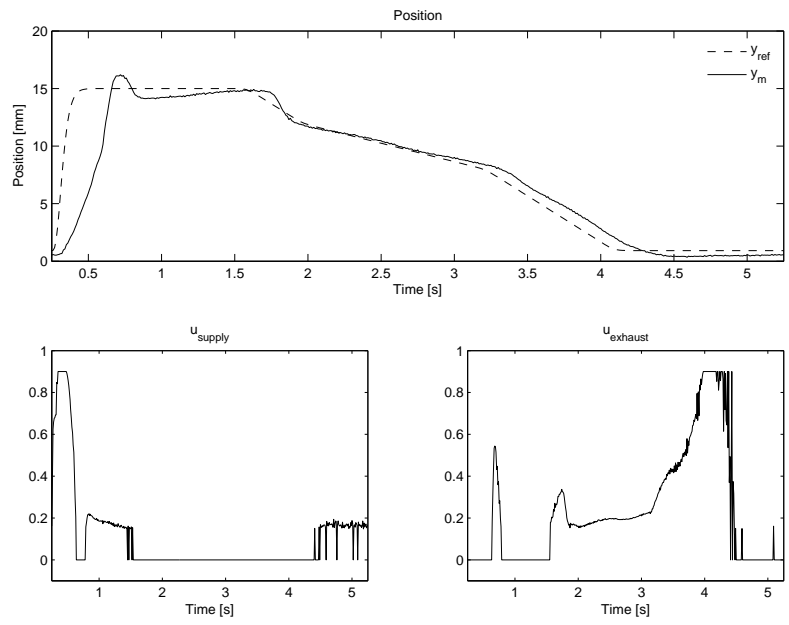 Position
20
15
10
5
0
Position [mm]
y_ref
y_m
0.5 1 1.5 2 2.5 3 3.5 4 4.5 5
Time [s]
u_supply
1
0.8
0.6
0.4
0.2
0
1 2 3 4 5
Time [s]
u_exhaust
1
0.8
0.6
0.4
0.2
0
1 2 3 4 5
Time [s]